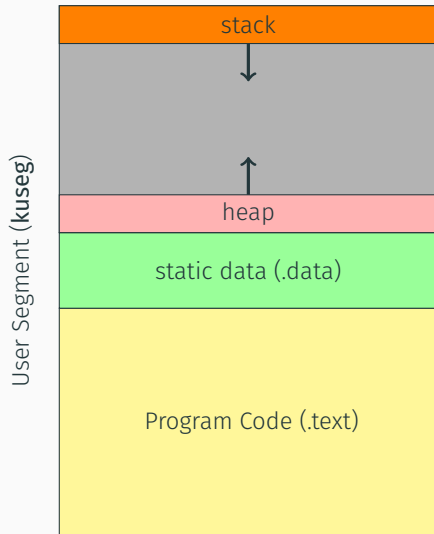 stack
heap
static data (.data)
Program Code (.text)
User Segment (kuseg)